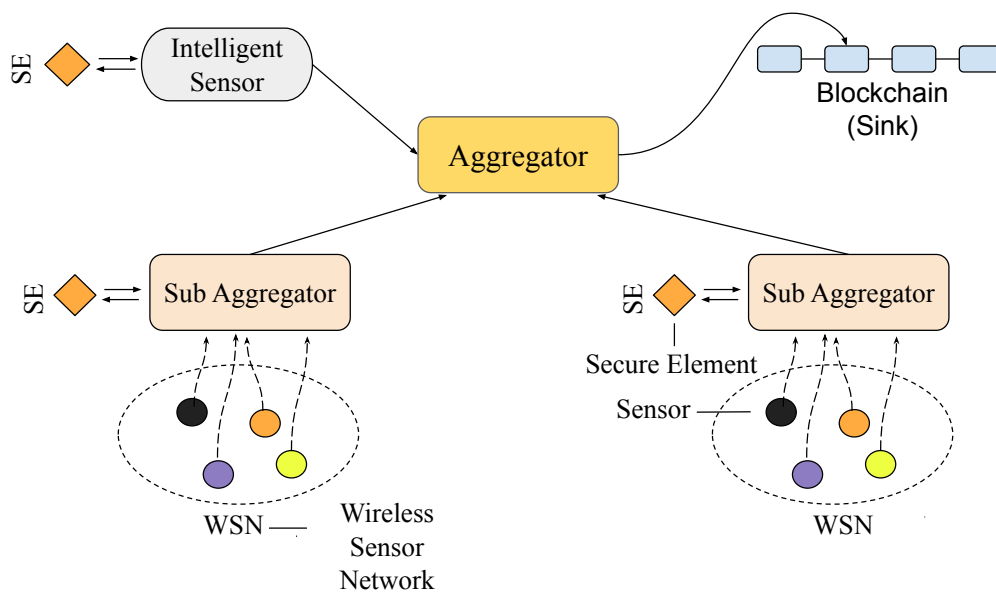 SE
Intelligent
Sensor
Blockchain
(Sink)
Aggregator
SE
Sub Aggregator
SE
Sub Aggregator
Secure Element
Sensor
WSN
Wireless
Sensor
Network
WSN